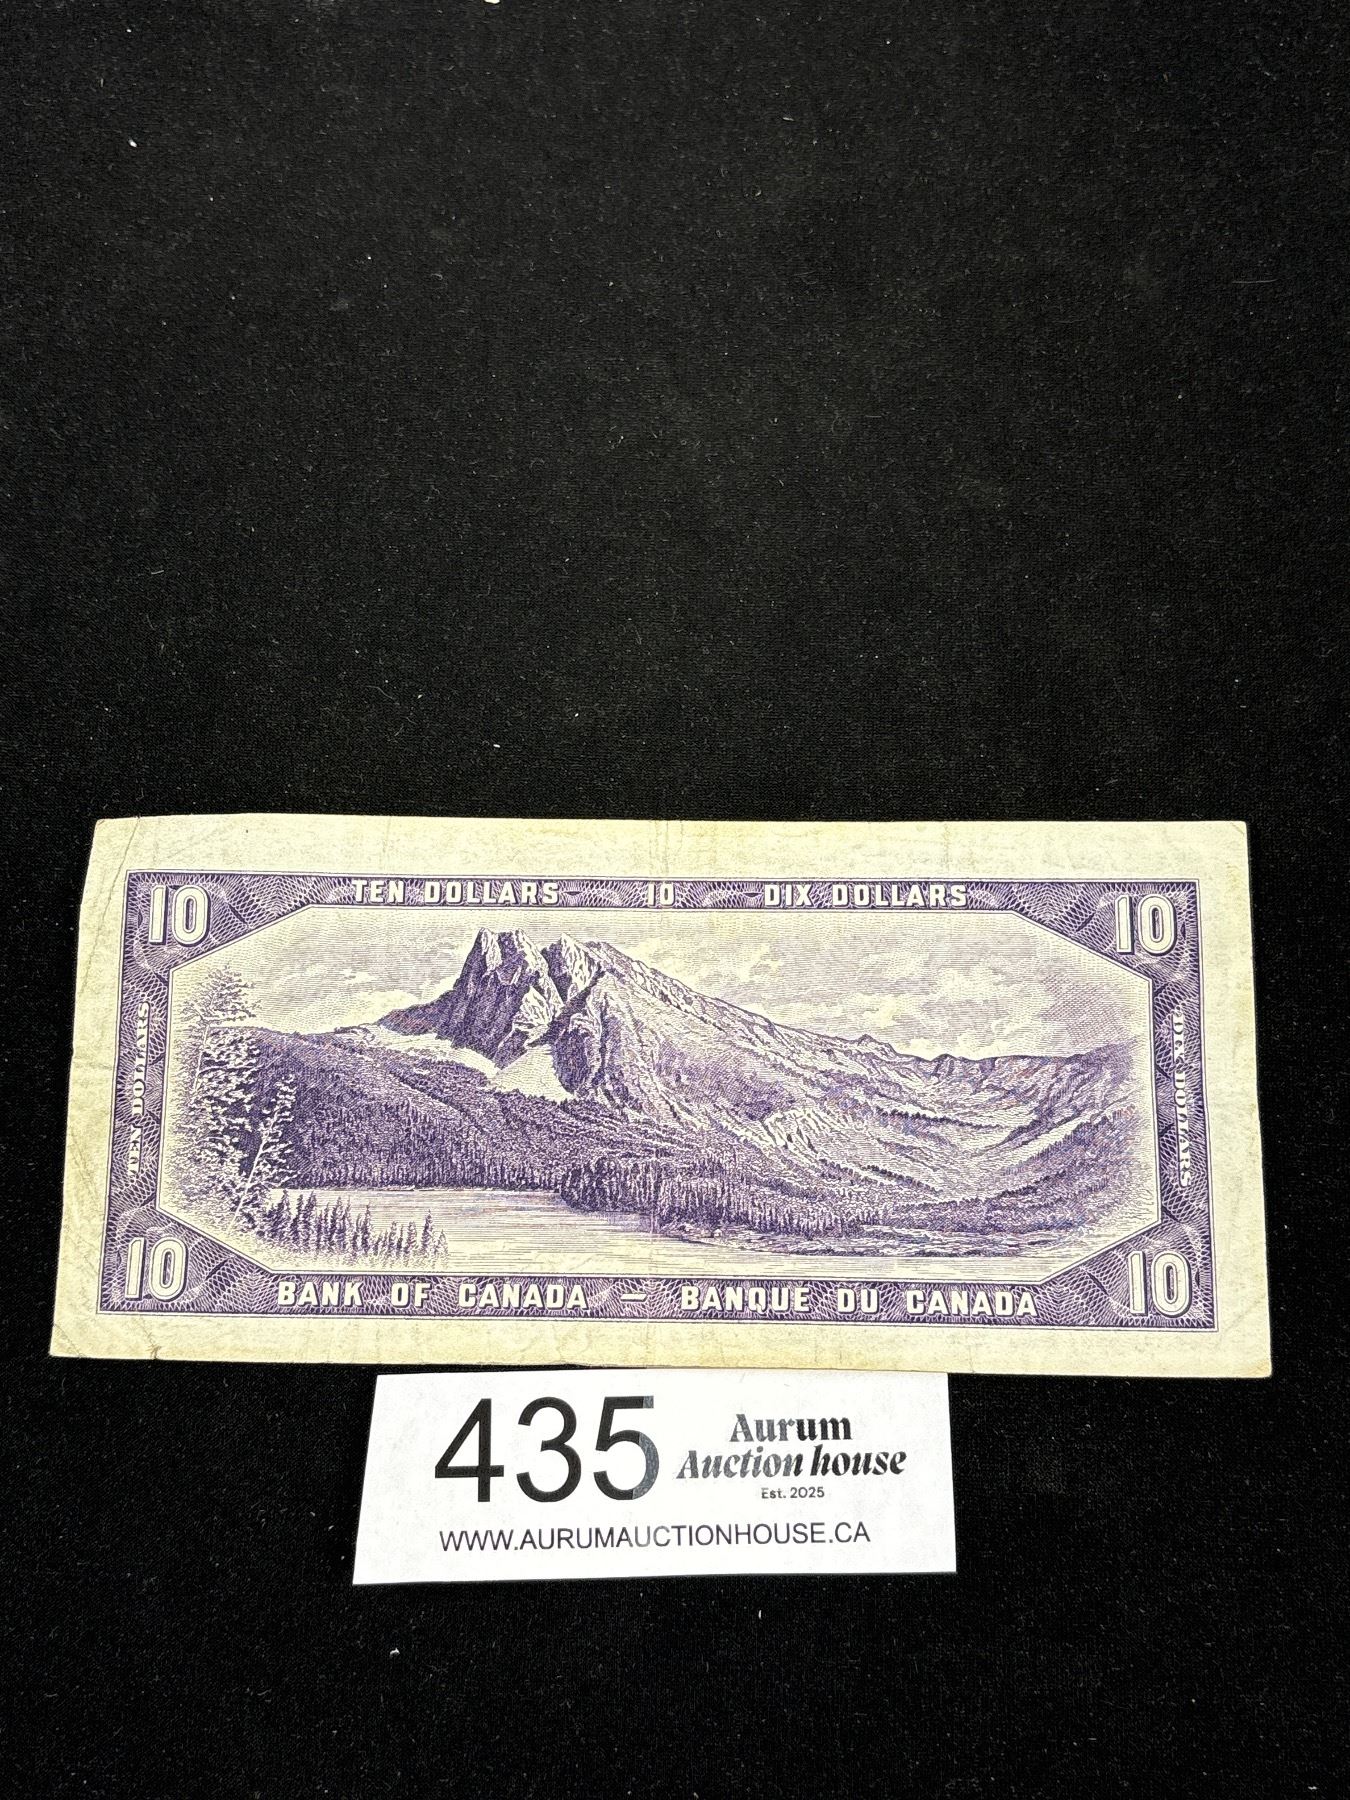 10 TEN DOLLARS 10 DIX DOLLARS 10
TEN DOLLARS
DIX DOLLARS
10 BANK OF CANADA — BANQUE DU CANADA 10
435
Aurum
Auction house
Est. 2025
WWW.AURUMAUCTIONHOUSE.CA